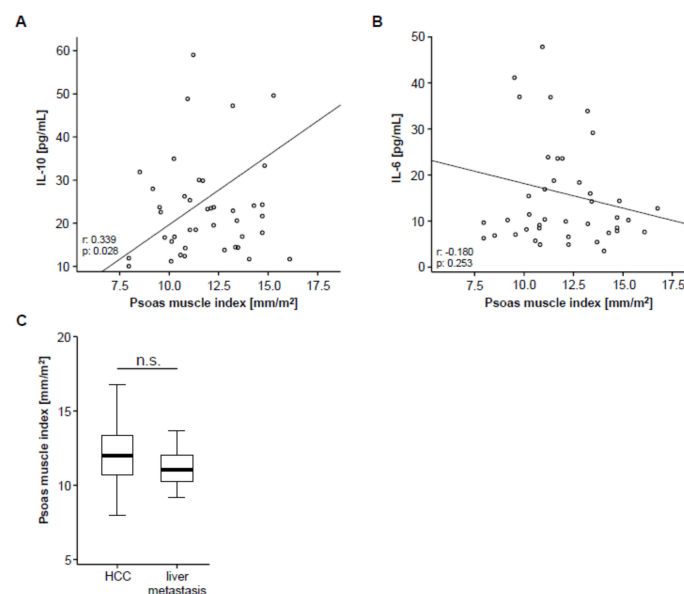 A
IL-10 [pg/mL]
60
50
40
30
20
10
r: 0.339
p: 0.028
7.5 10.0 12.5 15.0 17.5
Psoas muscle index [mm/m²]
B
IL-6 [pg/mL]
50
40
30
20
10
0
r: -0.180
p: 0.253
7.5 10.0 12.5 15.0 17.5
Psoas muscle index [mm/m²]
C
Psoas muscle index [mm/m²]
20
15
10
5
n.s.
HCC
liver
metastasis